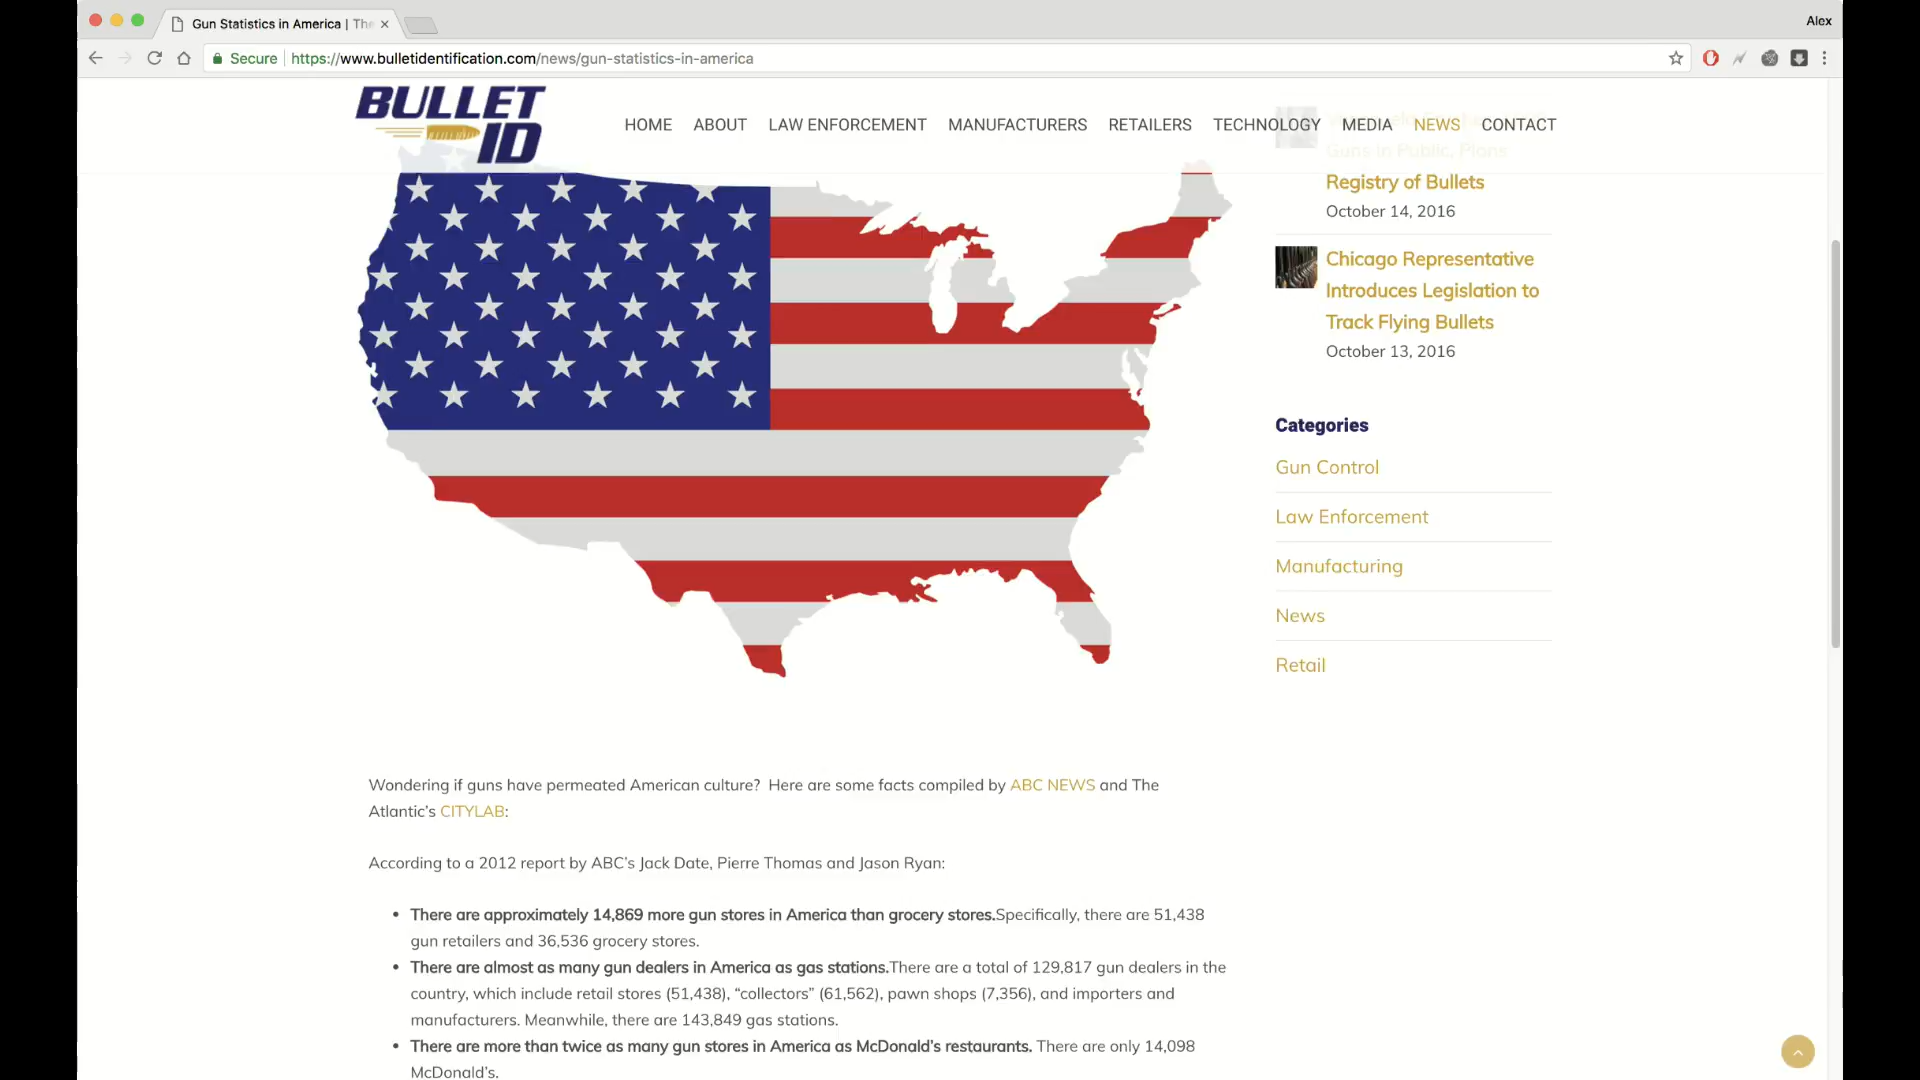 Gun Statistics in America | The
Alex
Secure
https://www.bulletidentification.com/news/gun-statistics-in-america
BULLET
ID
HOME
ABOUT
LAW ENFORCEMENT
MANUFACTURERS
RETAILERS
TECHNOLOGY
MEDIA
NEWS
CONTACT
Guns in Public, Plans
Registry of Bullets
October 14, 2016
Chicago Representative
Introduces Legislation to
Track Flying Bullets
October 13, 2016
Categories
Gun Control
Law Enforcement
Manufacturing
News
Retail
Wondering if guns have permeated American culture?  Here are some facts compiled by ABC NEWS and The
Atlantic’s CITYLAB:
According to a 2012 report by ABC’s Jack Date, Pierre Thomas and Jason Ryan:
• There are approximately 14,869 more gun stores in America than grocery stores.Specifically, there are 51,438
gun retailers and 36,536 grocery stores.
• There are almost as many gun dealers in America as gas stations.There are a total of 129,817 gun dealers in the
country, which include retail stores (51,438), “collectors” (61,562), pawn shops (7,356), and importers and
manufacturers. Meanwhile, there are 143,849 gas stations.
• There are more than twice as many gun stores in America as McDonald’s restaurants. There are only 14,098
McDonald’s.